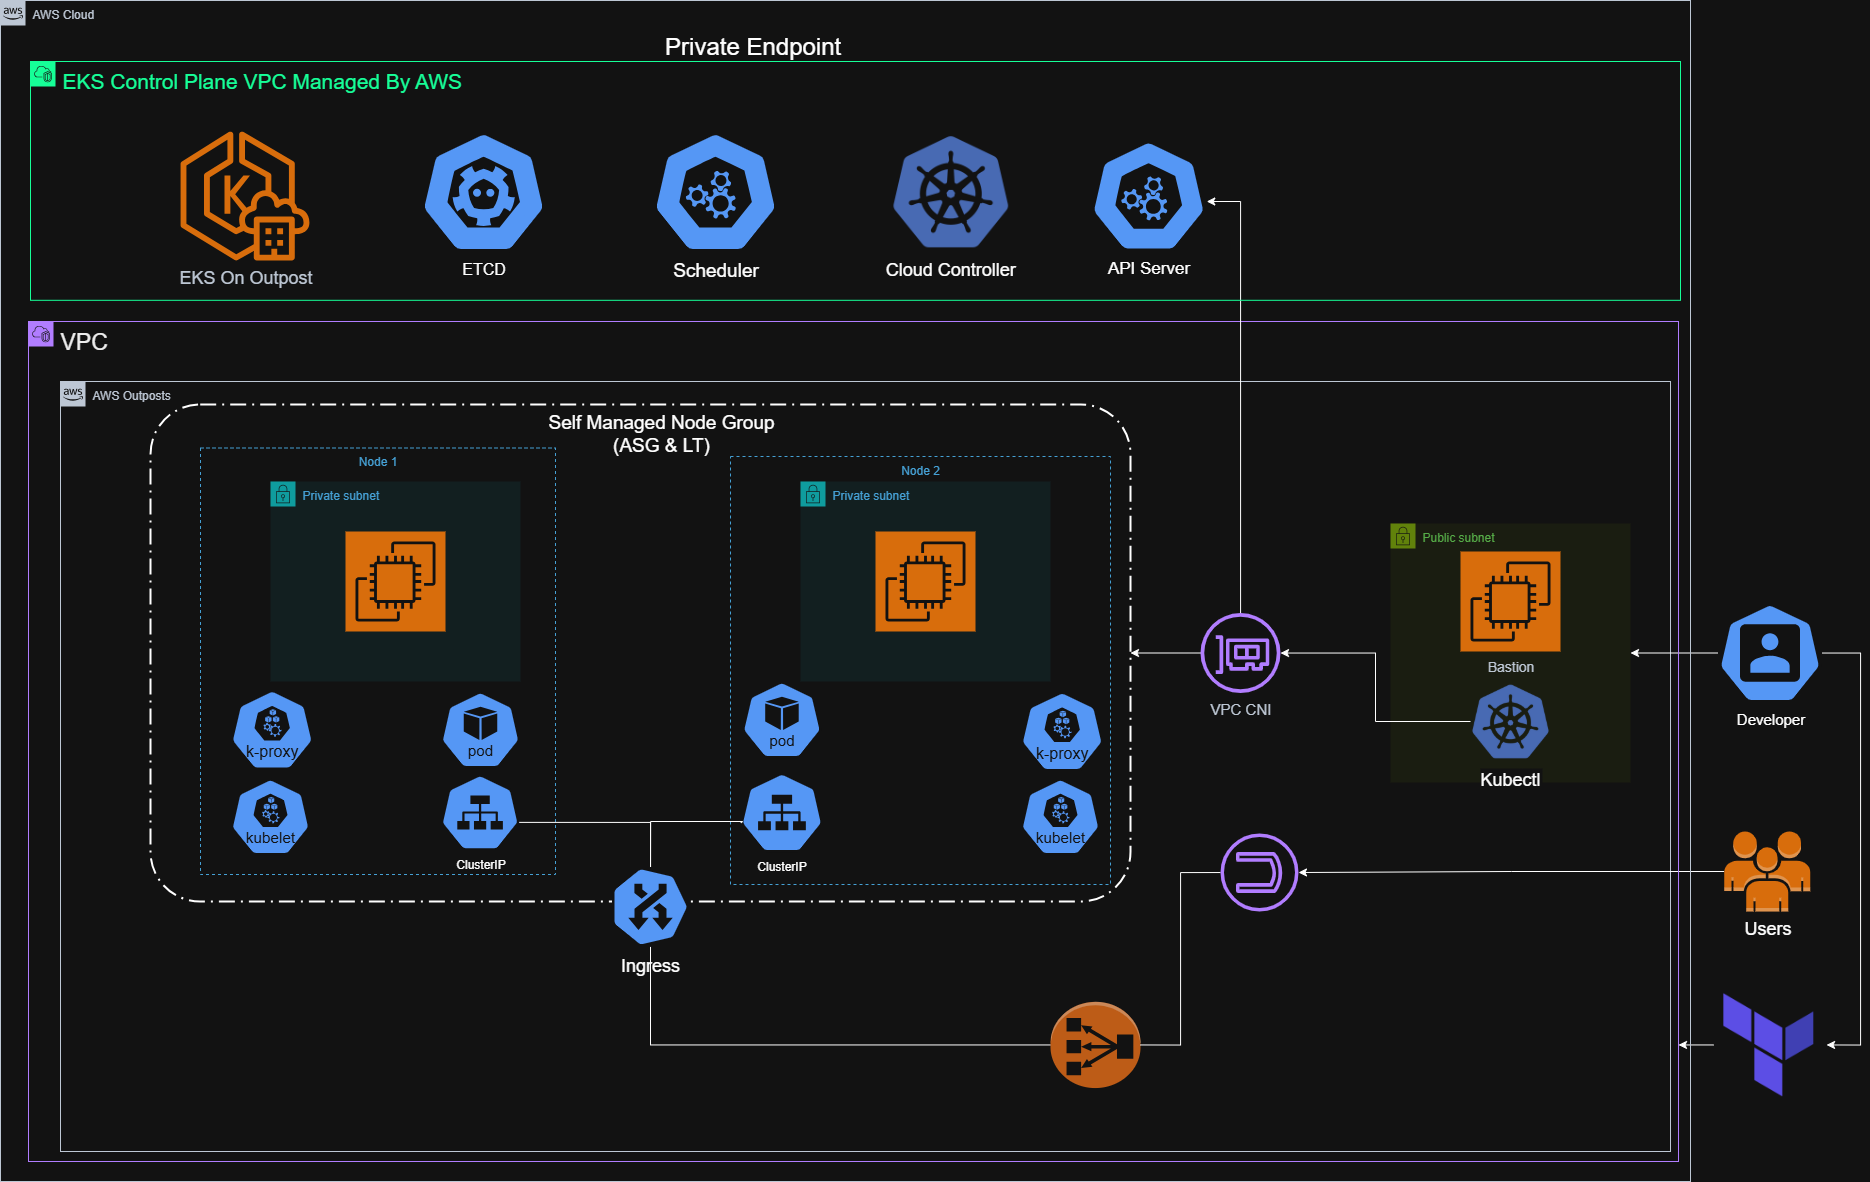 aws
AWS Cloud
Private Endpoint
EKS Control Plane VPC Managed By AWS
K
EKS On Outpost
ETCD
Scheduler
Cloud Controller
API Server
VPC
aws
AWS Outposts
Self Managed Node Group
(ASG & LT)
Node 1
Node 2
Private subnet
Private subnet
Public subnet
Bastion
VPC CNI
Developer
k-proxy
pod
pod
k-proxy
Kubectl
kubelet
kubelet
ClusterIP
ClusterIP
Users
Ingress